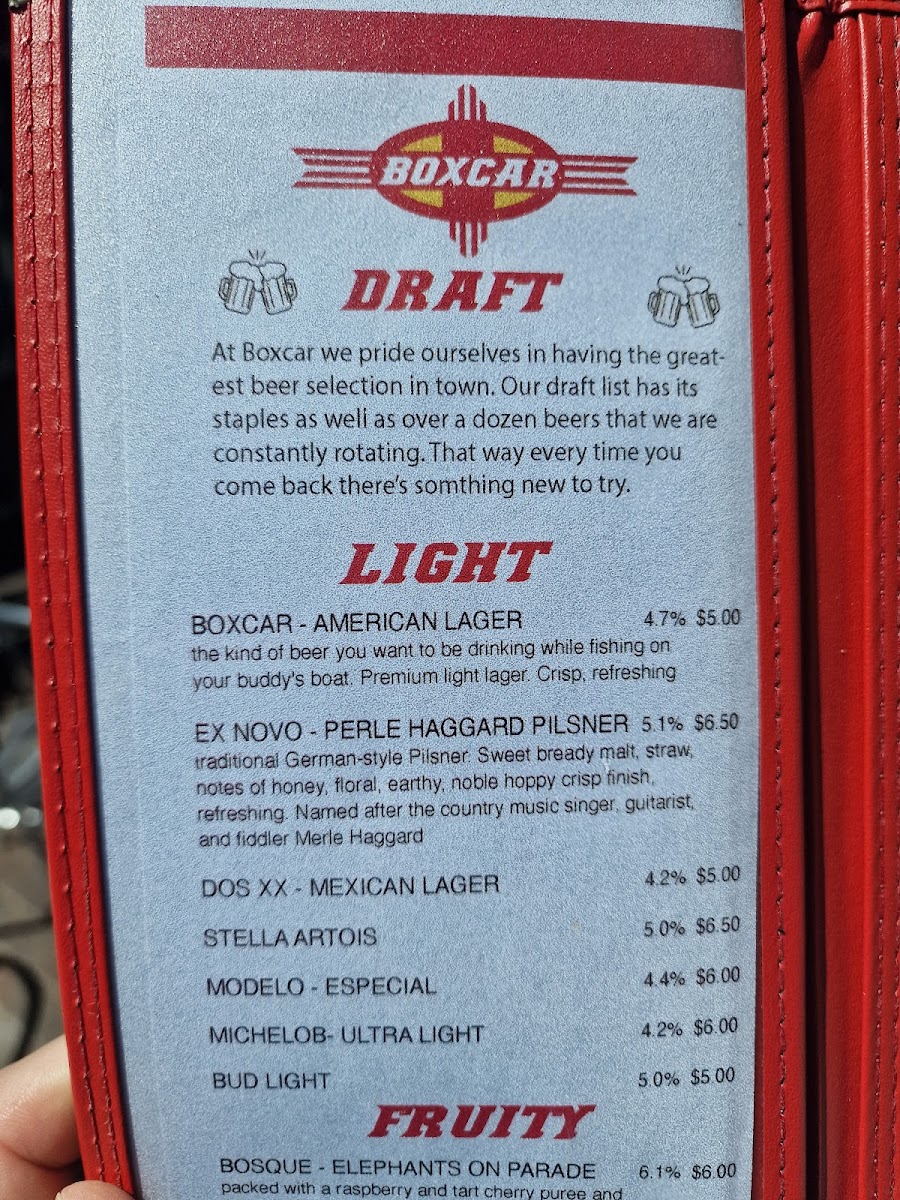 BOXCAR
DRAFT
At Boxcar we pride ourselves in having the great-
est beer selection in town. Our draft list has its
staples as well as over a dozen beers that we are
constantly rotating. That way every time you
come back there's somthing new to try.
LIGHT
BOXCAR - AMERICAN LAGER 4.7% $5.00
the kind of beer you want to be drinking while fishing on
your buddy's boat. Premium light lager. Crisp, refreshing
EX NOVO - PERLE HAGGARD PILSNER 5.1% $6.50
traditional German-style Pilsner. Sweet bready malt, straw,
notes of honey, floral, earthy, noble hoppy crisp finish,
refreshing. Named after the country music singer, guitarist,
and fiddler Merle Haggard
DOS XX - MEXICAN LAGER 4.2% $5.00
STELLA ARTOIS 5.0% $6.50
MODELO - ESPECIAL 4.4% $6.00
MICHELOB- ULTRA LIGHT 4.2% $6.00
BUD LIGHT 5.0% $5.00
FRUITY
BOSQUE - ELEPHANTS ON PARADE 6.1% $6.00
packed with a raspberry and tart cherry puree and